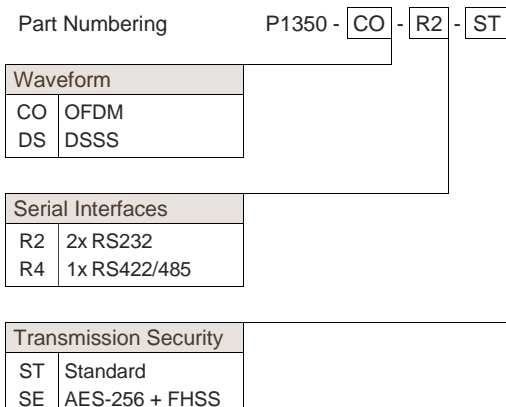 Part Numbering P1350 - CO - R2 - ST
Waveform
CO OFDM
DS DSSS
Serial Interfaces
R2 2x RS232
R4 1x RS422/485
Transmission Security
ST Standard
SE AES-256 + FHSS